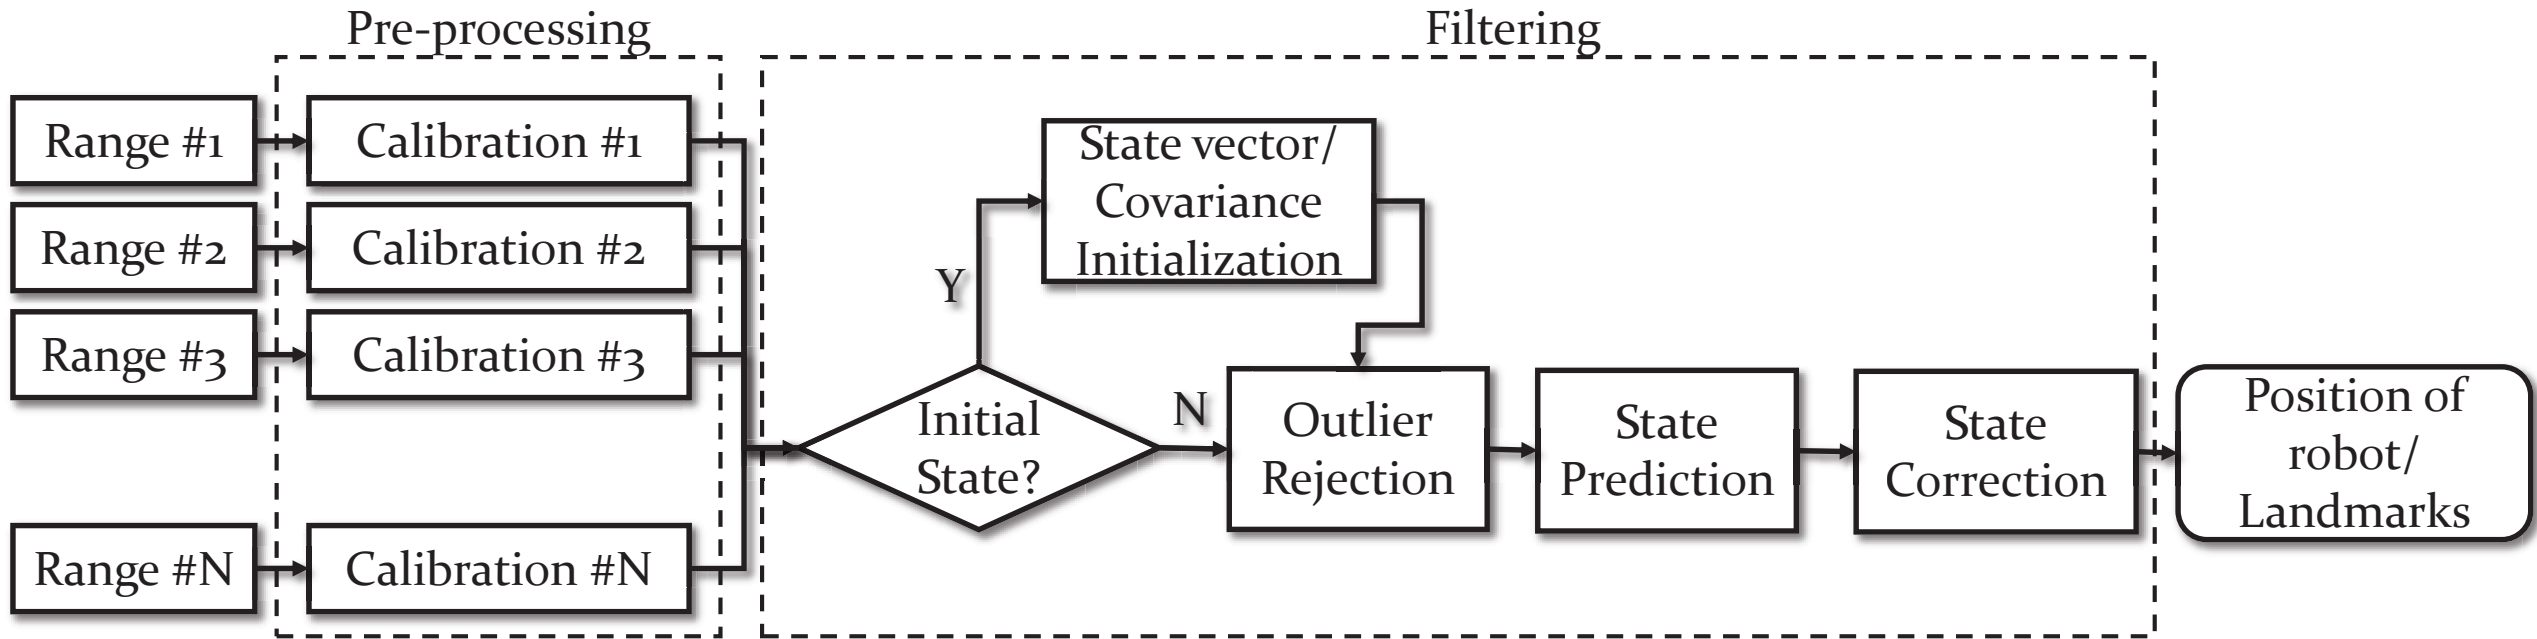 Pre-processing
Filtering
Range #1
Calibration #1
Range #2
Calibration #2
Range #3
Calibration #3
Range #N
Calibration #N
Initial
State?
Y
N
State vector/
Covariance
Initialization
Outlier
Rejection
State
Prediction
State
Correction
Position of
robot/
Landmarks